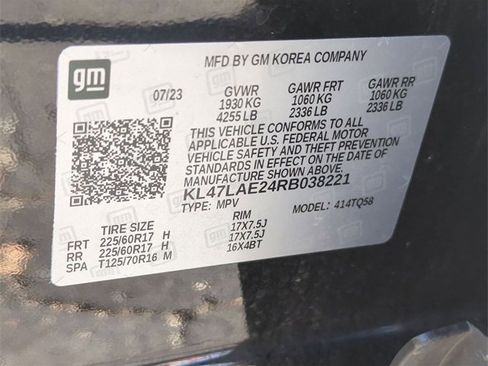 gm
MFD BY GM KOREA COMPANY
07/23 GVWR GAWR FRT GAWR RR
1930 KG 1060 KG 1060 KG
4255 LB 2336 LB 2336 LB
THIS VEHICLE CONFORMS TO ALL
APPLICABLE U.S. FEDERAL MOTOR
VEHICLE SAFETY AND THEFT PREVENTION
STANDARDS IN EFFECT ON THE DATE OF
MANUFACTURE SHOWN ABOVE.
KL47LAE24RB038221
TYPE: MPV MODEL: 414TQ58
TIRE SIZE RIM
FRT 225/60R17 H 17X7.5J
RR 225/60R17 H 17X7.5J
SPA T125/70R16 M 16X4BT